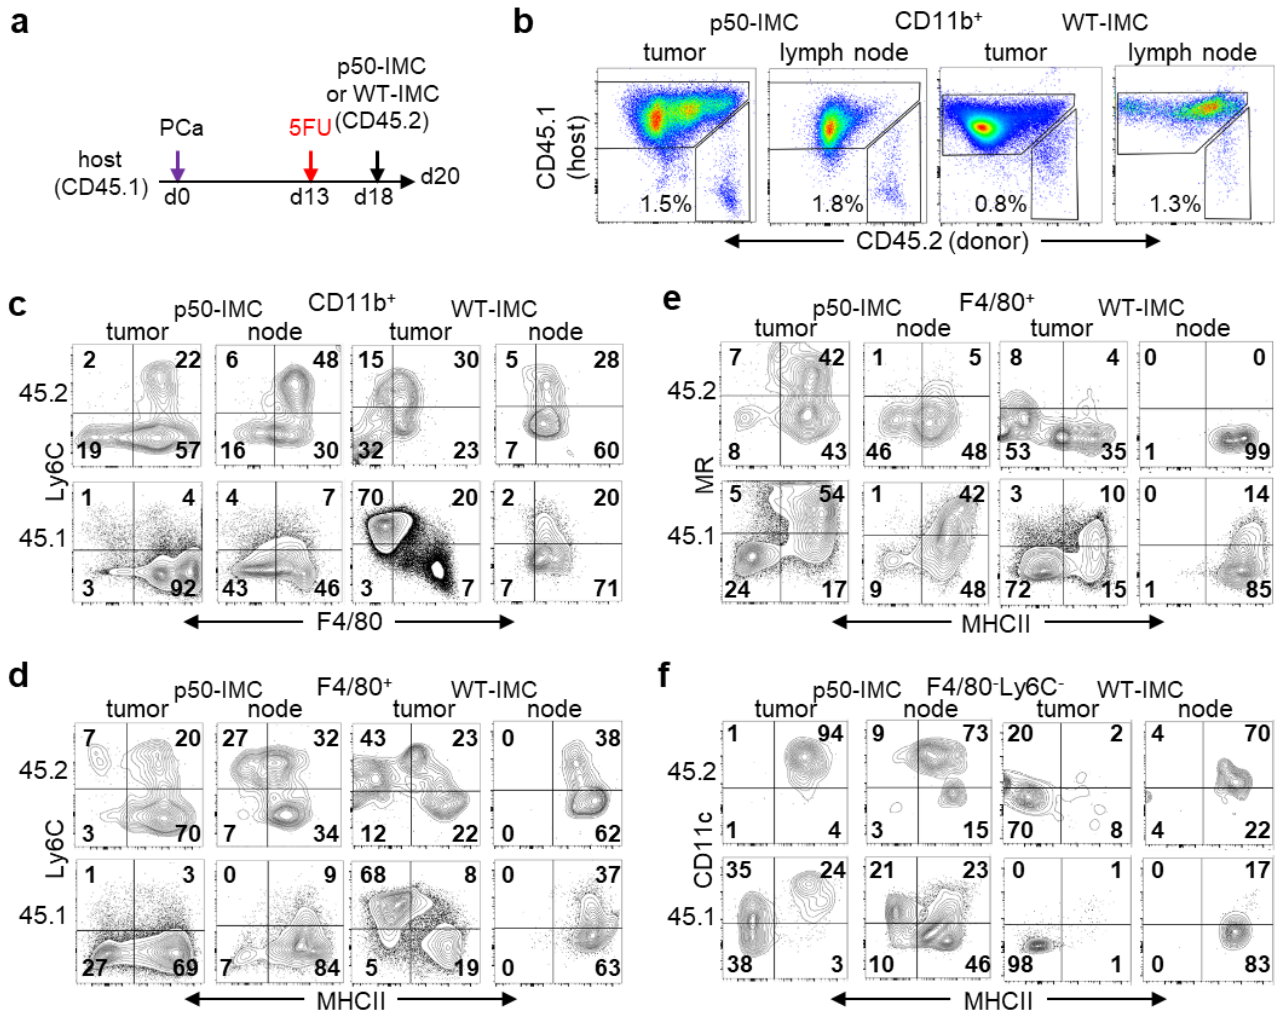 a
p50-IMC
or WT-IMC
PCa 5FU (CD45.2)
host
(CD45.1)
d0 d13 d18 d20
b
p50-IMC CD11b+ WT-IMC
tumor lymph node tumor lymph node
CD45.1
(host)
1.5% 1.8% 0.8% 1.3%
CD45.2 (donor)
c
p50-IMC CD11b+ WT-IMC
tumor node tumor node
45.2
2 22 6 48 15 30 5 28
19 57 16 30 32 23 7 60
Ly6C
45.1
1 4 4 7 70 20 2 20
3 92 43 46 3 7 7 71
F4/80
e
p50-IMC F4/80+ WT-IMC
tumor node tumor node
45.2
7 42 1 5 8 4 0 0
8 43 46 48 53 35 1 99
MR
45.1
5 54 1 42 3 10 0 14
24 17 9 48 72 15 1 85
MHCII
d
p50-IMC F4/80+ WT-IMC
tumor node tumor node
45.2
7 20 27 32 43 23 0 38
3 70 7 34 12 22 0 62
Ly6C
45.1
1 3 0 9 68 8 0 37
27 69 7 84 5 19 0 63
MHCII
f
p50-IMC F4/80-Ly6C- WT-IMC
tumor node tumor node
45.2
1 94 9 73 20 2 4 70
1 4 3 15 70 8 4 22
CD11c
45.1
35 24 21 23 0 1 0 17
38 3 10 46 98 1 0 83
MHCII